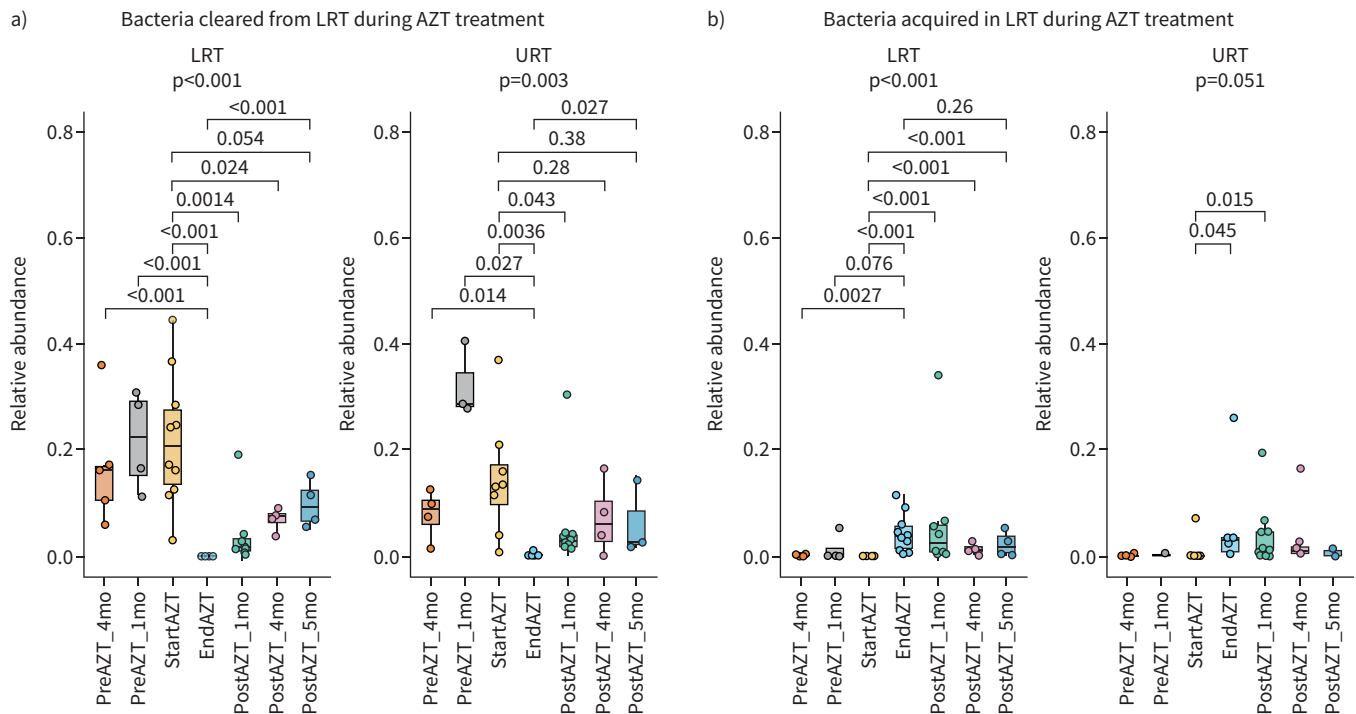 a) Bacteria cleared from LRT during AZT treatment
LRT
p<0.001
<0.001
0.054
0.024
0.0014
<0.001
<0.001
<0.001
0.8
0.6
0.4
0.2
0.0
Relative abundance
PreAZT_4mo
PreAZT_1mo
StartAZT
EndAZT
PostAZT_1mo
PostAZT_4mo
PostAZT_5mo
URT
p=0.003
0.027
0.38
0.28
0.043
0.0036
0.027
0.014
0.8
0.6
0.4
0.2
0.0
Relative abundance
PreAZT_4mo
PreAZT_1mo
StartAZT
EndAZT
PostAZT_1mo
PostAZT_4mo
PostAZT_5mo
b) Bacteria acquired in LRT during AZT treatment
LRT
p<0.001
0.26
<0.001
<0.001
<0.001
<0.001
0.076
0.0027
0.8
0.6
0.4
0.2
0.0
Relative abundance
PreAZT_4mo
PreAZT_1mo
StartAZT
EndAZT
PostAZT_1mo
PostAZT_4mo
PostAZT_5mo
URT
p=0.051
0.015
0.045
0.8
0.6
0.4
0.2
0.0
Relative abundance
PreAZT_4mo
PreAZT_1mo
StartAZT
EndAZT
PostAZT_1mo
PostAZT_4mo
PostAZT_5mo